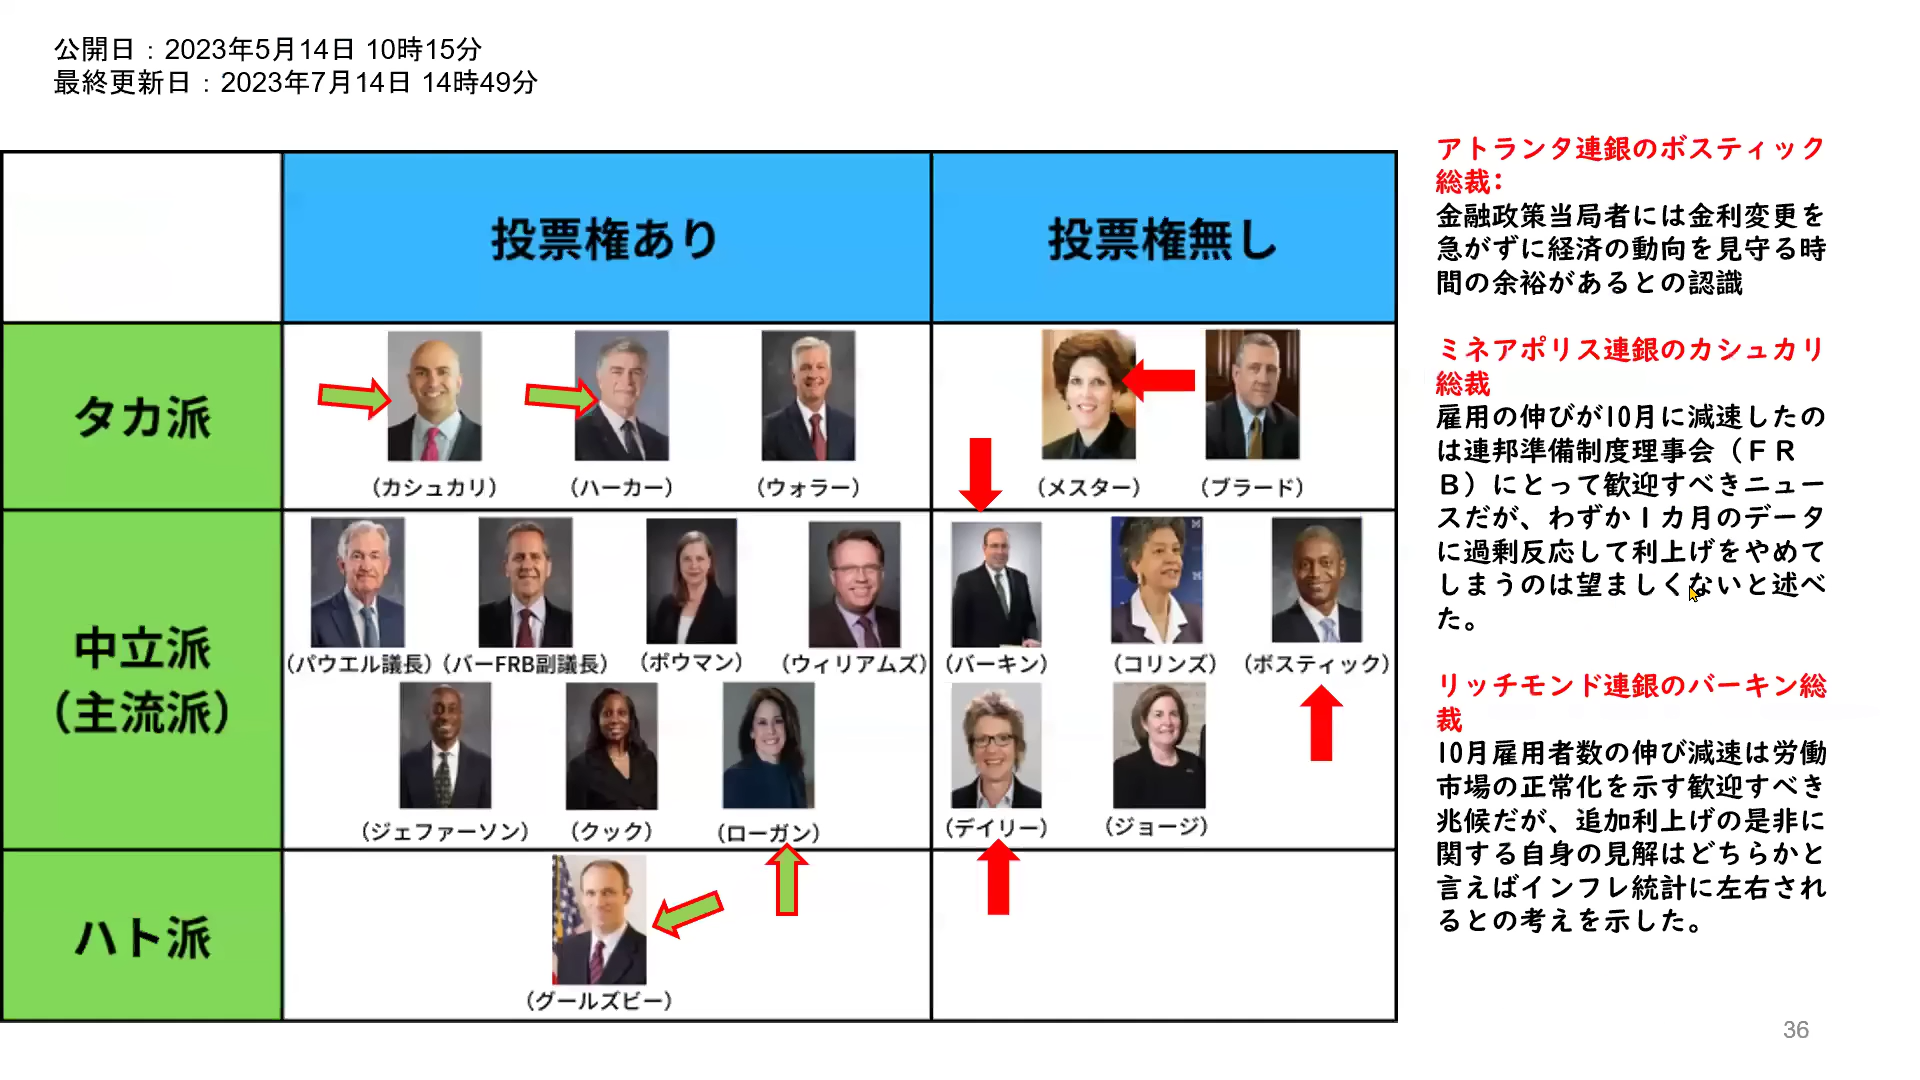 公開日：2023年5月14日 10時15分
最終更新日：2023年7月14日 14時49分
投票権あり
投票権無し
タカ派
（カシュカリ）
（ハーカー）
（ウォラー）
（メスター）
（ブラード）
中立派
（主流派）
（パウエル議長）
（バーFRB副議長）
（ボウマン）
（ウィリアムズ）
（バーキン）
（コリンズ）
（ボスティック）
（ジェファーソン）
（クック）
（ローガン）
（デイリー）
（ジョージ）
ハト派
（グールズビー）
アトランタ連銀のボスティック
総裁：
金融政策当局者には金利変更を
急がずに経済の動向を見守る時
間の余裕があるとの認識
ミネアポリス連銀のカシュカリ
総裁
雇用の伸びが10月に減速したの
は連邦準備制度理事会（ＦＲ
Ｂ）にとって歓迎すべきニュー
スだが、わずか１カ月のデータ
に過剰反応して利上げをやめて
しまうのは望ましくないと述べ
た。
リッチモンド連銀のバーキン総
裁
10月雇用者数の伸び減速は労働
市場の正常化を示す歓迎すべき
兆候だが、追加利上げの是非に
関する自身の見解はどちらかと
言えばインフレ統計に左右され
るとの考えを示した。
36